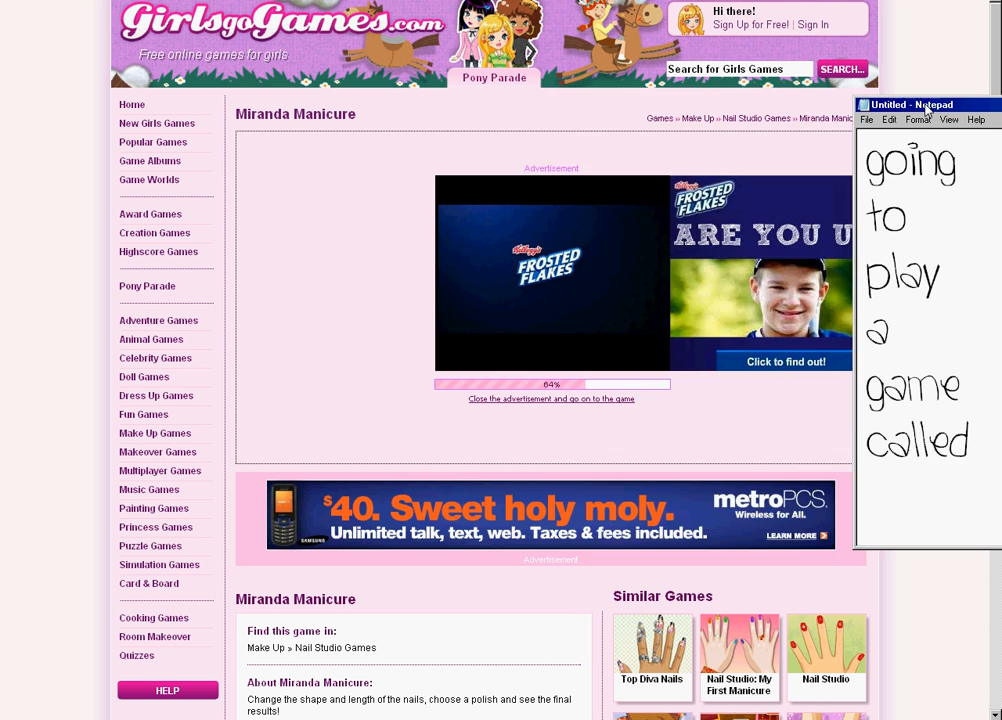 GirlsgoGames.com
Free online games for girls
Pony Parade
Hi there!
Sign Up for Free! | Sign In
Search for Girls Games
SEARCH...
Home
New Girls Games
Popular Games
Game Albums
Game Worlds
Award Games
Creation Games
Highscore Games
Pony Parade
Adventure Games
Animal Games
Celebrity Games
Doll Games
Dress Up Games
Fun Games
Make Up Games
Makeover Games
Multiplayer Games
Music Games
Painting Games
Princess Games
Puzzle Games
Simulation Games
Card & Board
Cooking Games
Room Makeover
Quizzes
HELP
Miranda Manicure
Games » Make Up » Nail Studio Games » Miranda Manic
Advertisement
Kellogg's
FROSTED
FLAKES
Kellogg's
FROSTED
FLAKES
ARE YOU U
Click to find out!
64%
Close the advertisement and go on to the game
SAMSUNG
$40. Sweet holy moly.
Unlimited talk, text, web. Taxes & fees included.
metroPCS.
Wireless for All.
LEARN MORE
Advertisement
Miranda Manicure
Find this game in:
Make Up » Nail Studio Games
About Miranda Manicure:
Change the shape and length of the nails, choose a polish and see the final
results!
Similar Games
Top Diva Nails
Nail Studio: My
First Manicure
Nail Studio
Untitled - Notepad
File Edit Format View Help
going
to
play
a
game
called